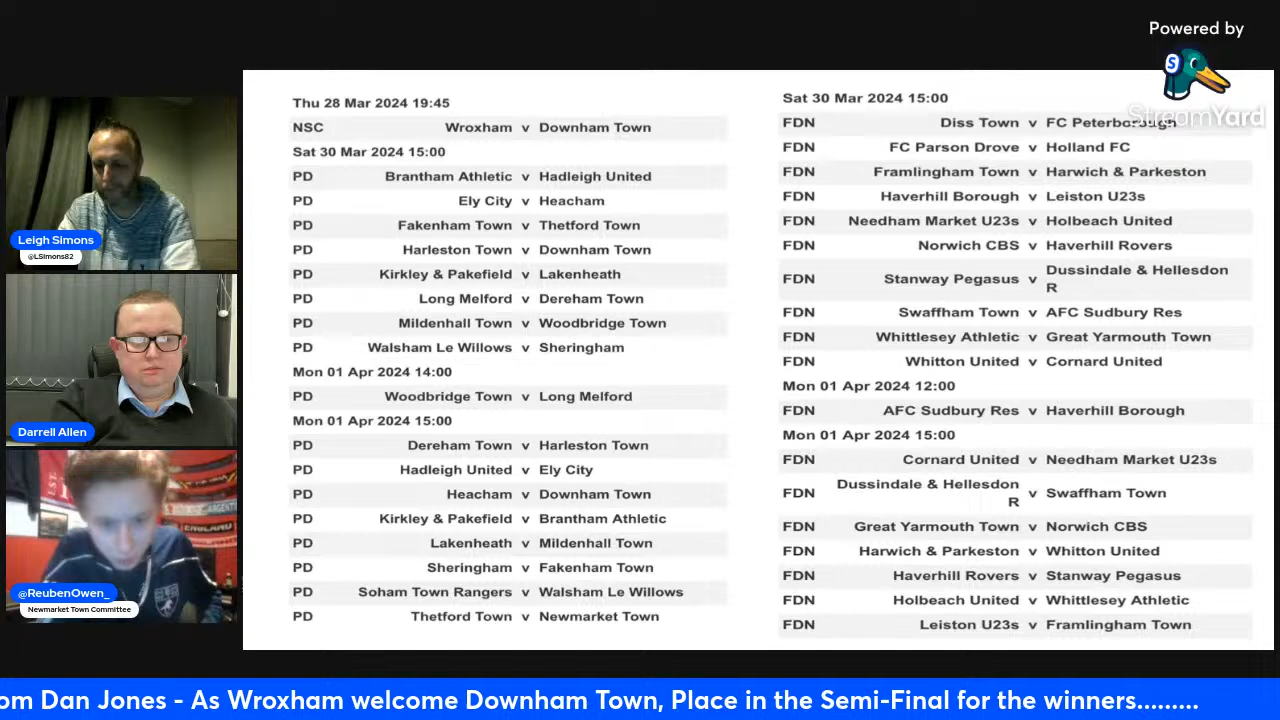 Powered by
StreamYard
Leigh Simons
@LSimons82
Darrell Allen
@ReubenOwen_
Newmarket Town Committee
Thu 28 Mar 2024 19:45
NSC Wroxham v Downham Town
Sat 30 Mar 2024 15:00
PD Brantham Athletic v Hadleigh United
PD Ely City v Heacham
PD Fakenham Town v Thetford Town
PD Harleston Town v Downham Town
PD Kirkley & Pakefield v Lakenheath
PD Long Melford v Dereham Town
PD Mildenhall Town v Woodbridge Town
PD Walsham Le Willows v Sheringham
Mon 01 Apr 2024 14:00
PD Woodbridge Town v Long Melford
Mon 01 Apr 2024 15:00
PD Dereham Town v Harleston Town
PD Hadleigh United v Ely City
PD Heacham v Downham Town
PD Kirkley & Pakefield v Brantham Athletic
PD Lakenheath v Mildenhall Town
PD Sheringham v Fakenham Town
PD Soham Town Rangers v Walsham Le Willows
PD Thetford Town v Newmarket Town
Sat 30 Mar 2024 15:00
FDN Diss Town v FC Peterborough
FDN FC Parson Drove v Holland FC
FDN Framlingham Town v Harwich & Parkeston
FDN Haverhill Borough v Leiston U23s
FDN Needham Market U23s v Holbeach United
FDN Norwich CBS v Haverhill Rovers
FDN Stanway Pegasus v Dussindale & Hellesdon
R
FDN Swaffham Town v AFC Sudbury Res
FDN Whittlesey Athletic v Great Yarmouth Town
FDN Whitton United v Cornard United
Mon 01 Apr 2024 12:00
FDN AFC Sudbury Res v Haverhill Borough
Mon 01 Apr 2024 15:00
FDN Cornard United v Needham Market U23s
FDN Dussindale & Hellesdon
R v Swaffham Town
FDN Great Yarmouth Town v Norwich CBS
FDN Harwich & Parkeston v Whitton United
FDN Haverhill Rovers v Stanway Pegasus
FDN Holbeach United v Whittlesey Athletic
FDN Leiston U23s v Framlingham Town
om Dan Jones - As Wroxham welcome Downham Town, Place in the Semi-Final for the winners.........